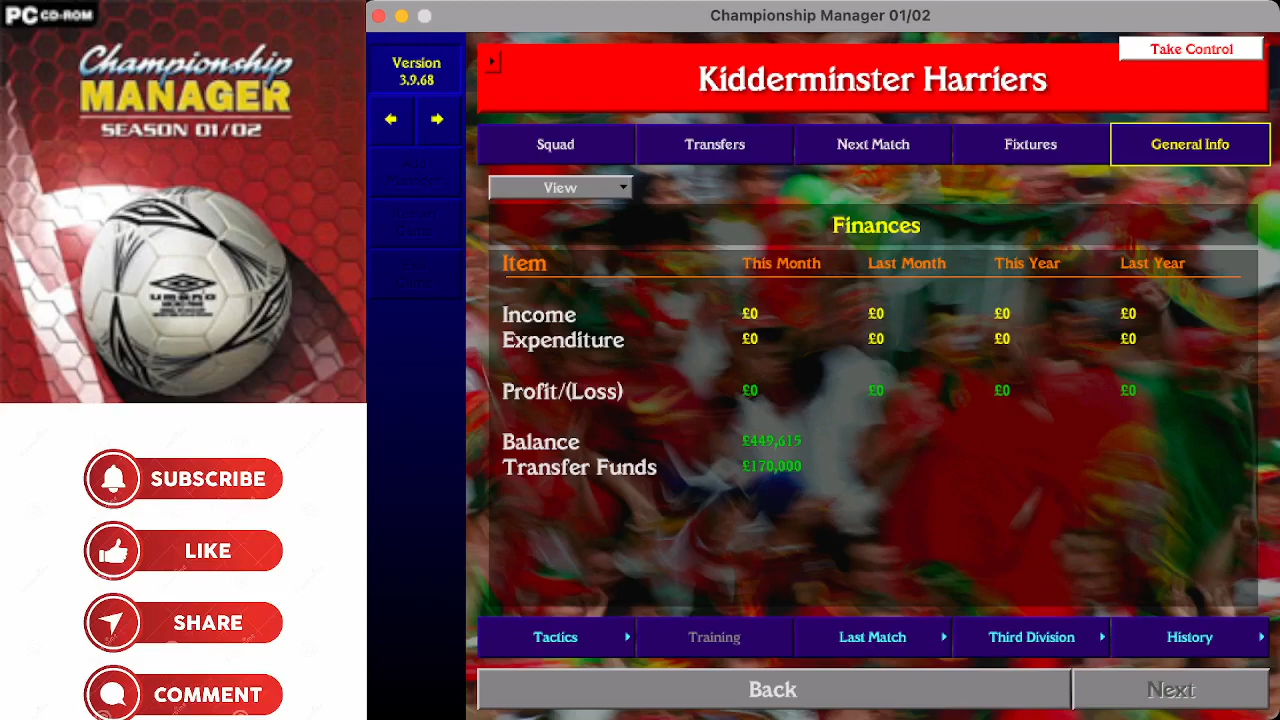 PC CD-ROM
Championship
MANAGER
SEASON 01/02
UMBRO
SUBSCRIBE
LIKE
SHARE
COMMENT
Championship Manager 01/02
Version
3.9.68
Take Control
Kidderminster Harriers
Squad
Transfers
Next Match
Fixtures
General Info
View
Finances
Item This Month Last Month This Year Last Year
Income £0 £0 £0 £0
Expenditure £0 £0 £0 £0
Profit/(Loss) £0 £0 £0 £0
Balance £449,615
Transfer Funds £170,000
Tactics
Training
Last Match
Third Division
History
Back
Next